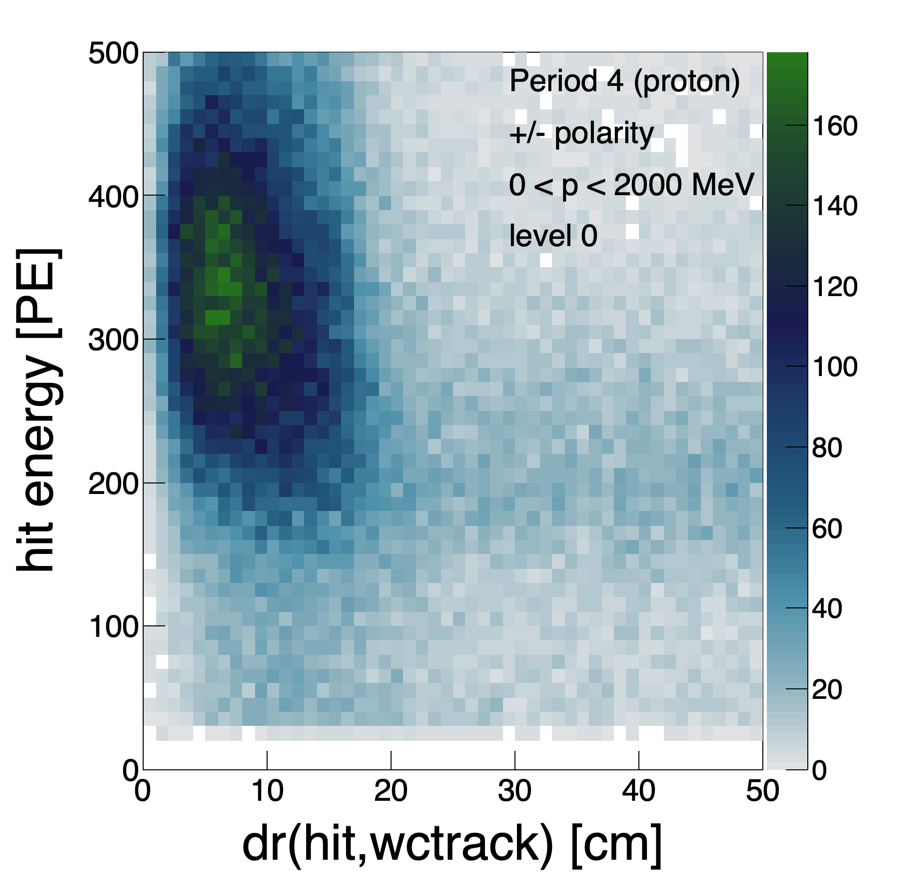 500
Period 4 (proton)
160
+/- polarity
400
0 < p < 2000 MeV
140
level 0
120
300
100
hit energy [PE]
80
200
60
100
40
20
0
0
0 10 20 30 40 50
dr(hit,wctrack) [cm]